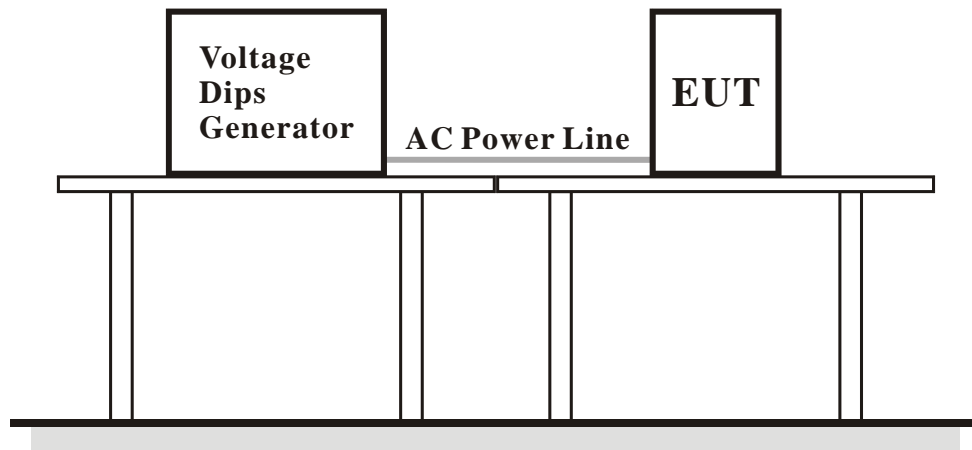 Voltage
Dips
Generator
AC Power Line
EUT